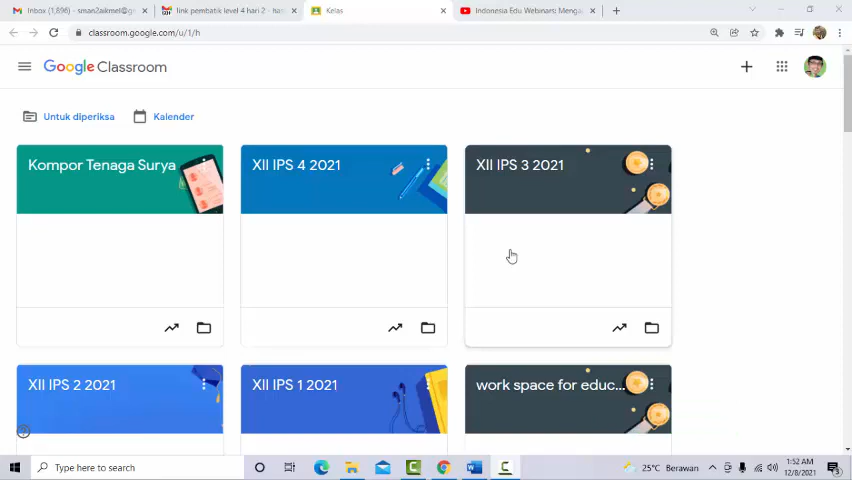 Inbox (1,896) - sman2aikmel@g
link pembatik level 4 hari 2 - has
Kelas
Indonesia Edu Webinars: Menga
classroom.google.com/u/1/h
Google Classroom
Untuk diperiksa
Kalender
Kompor Tenaga Surya
XII IPS 4 2021
XII IPS 3 2021
XII IPS 2 2021
XII IPS 1 2021
work space for educ...
Type here to search
25°C Berawan
1:52 AM
12/8/2021
3